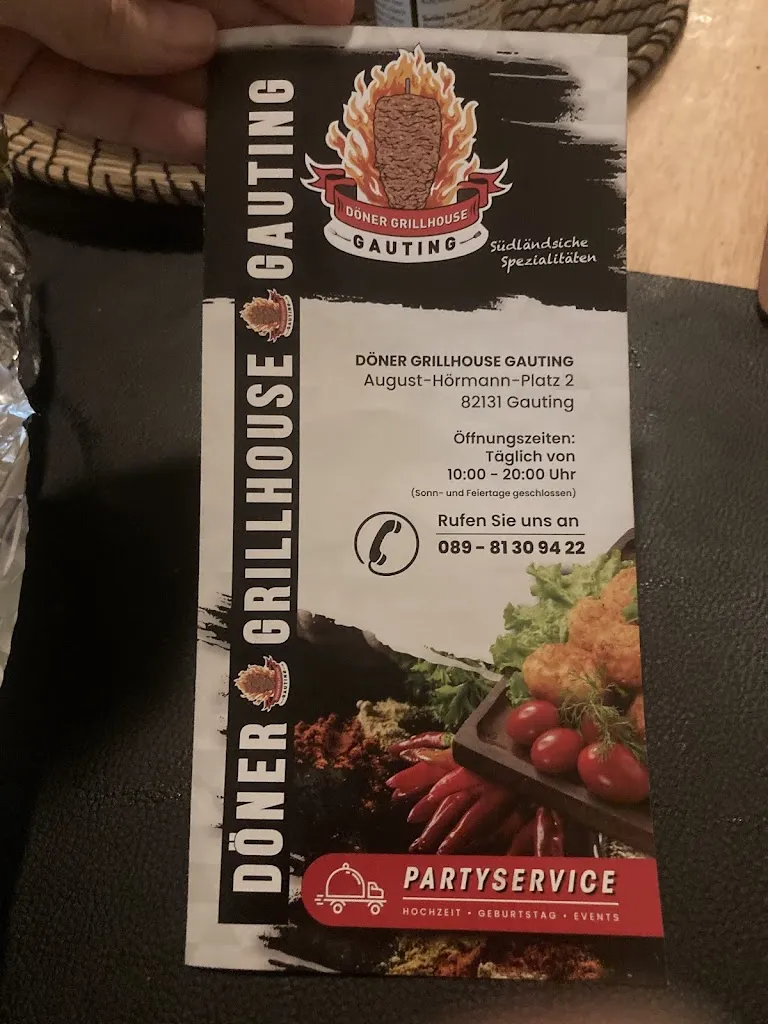 DÖNER GRILLHOUSE GAUTING
DÖNER GRILLHOUSE
GAUTING
Südländsiche
Spezialitäten
DÖNER GRILLHOUSE GAUTING
August-Hörmann-Platz 2
82131 Gauting
Öffnungszeiten:
Täglich von
10:00 - 20:00 Uhr
(Sonn- und Feiertage geschlossen)
Rufen Sie uns an
089 - 81 30 94 22
PARTYSERVICE
HOCHZEIT • GEBURTSTAG • EVENTS